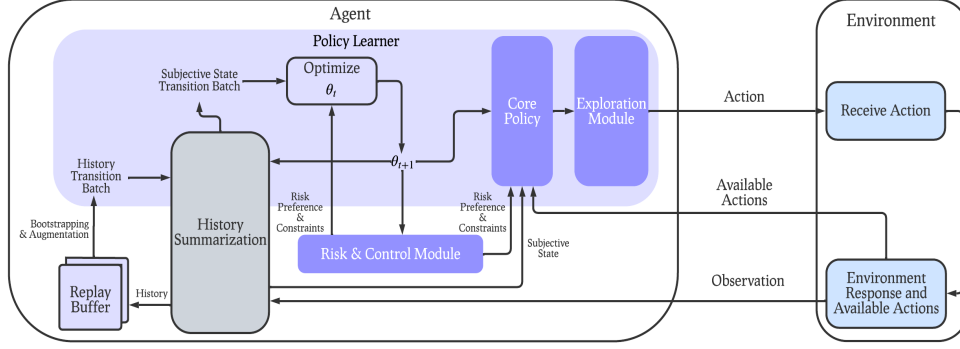 Agent
Environment
Policy Learner
Subjective State
Transition Batch
Optimize
θt
Core
Policy
Exploration
Module
Action
Receive Action
History
Transition
Batch
θt+1
Bootstrapping
& Augmentation
History
Summarization
Risk
Preference
&
Constraints
Risk
Preference
&
Constraints
Available
Actions
Risk & Control Module
Subjective
State
Replay
Buffer
History
Observation
Environment
Response and
Available Actions